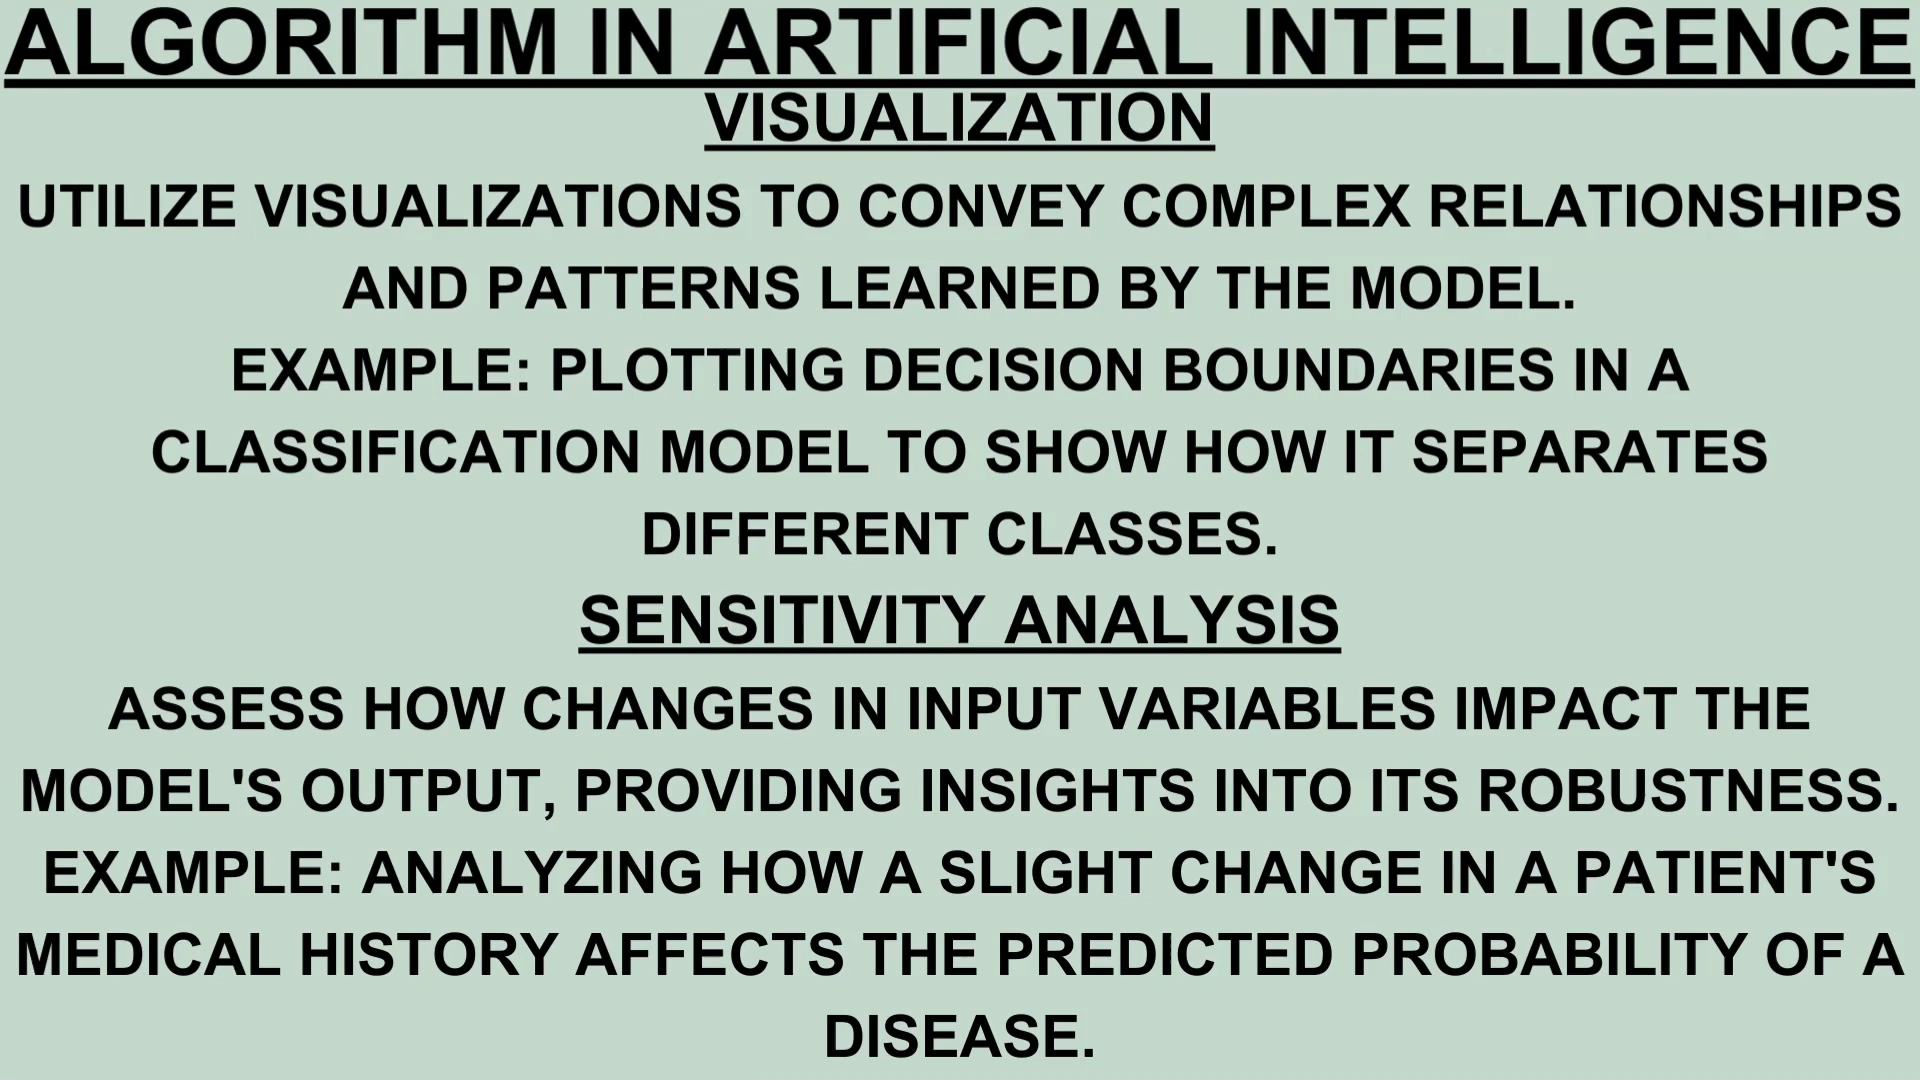 ALGORITHM IN ARTIFICIAL INTELLIGENCE
VISUALIZATION
UTILIZE VISUALIZATIONS TO CONVEY COMPLEX RELATIONSHIPS
AND PATTERNS LEARNED BY THE MODEL.
EXAMPLE: PLOTTING DECISION BOUNDARIES IN A
CLASSIFICATION MODEL TO SHOW HOW IT SEPARATES
DIFFERENT CLASSES.
SENSITIVITY ANALYSIS
ASSESS HOW CHANGES IN INPUT VARIABLES IMPACT THE
MODEL'S OUTPUT, PROVIDING INSIGHTS INTO ITS ROBUSTNESS.
EXAMPLE: ANALYZING HOW A SLIGHT CHANGE IN A PATIENT'S
MEDICAL HISTORY AFFECTS THE PREDICTED PROBABILITY OF A
DISEASE.